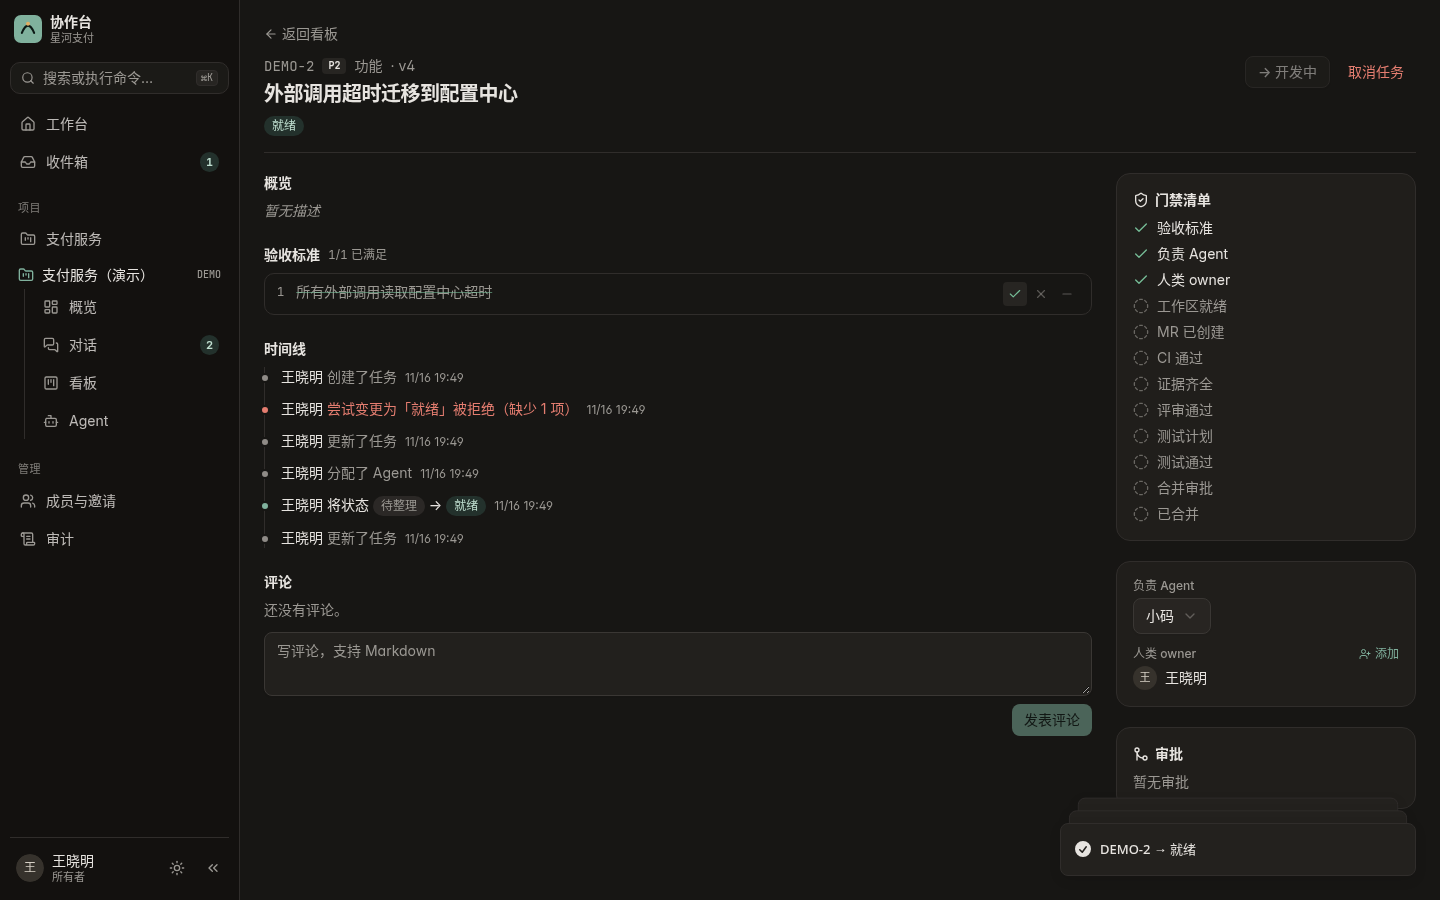 协作台
星河支付
搜索或执行命令... ⌘K
工作台
收件箱 1
项目
支付服务
支付服务（演示） DEMO
概览
对话 2
看板
Agent
管理
成员与邀请
审计
王 王晓明
所有者
← 返回看板
DEMO-2 P2 功能 · v4
外部调用超时迁移到配置中心
就绪
→ 开发中 取消任务
概览
暂无描述
验收标准 1/1 已满足
1 所有外部调用读取配置中心超时
时间线
王晓明 创建了任务 11/16 19:49
王晓明 尝试变更为「就绪」被拒绝（缺少 1 项） 11/16 19:49
王晓明 更新了任务 11/16 19:49
王晓明 分配了 Agent 11/16 19:49
王晓明 将状态 待整理 → 就绪 11/16 19:49
王晓明 更新了任务 11/16 19:49
评论
还没有评论。
写评论，支持 Markdown
发表评论
门禁清单
验收标准
负责 Agent
人类 owner
工作区就绪
MR 已创建
CI 通过
证据齐全
评审通过
测试计划
测试通过
合并审批
已合并
负责 Agent
小码
人类 owner 添加
王 王晓明
审批
暂无审批
DEMO-2 → 就绪